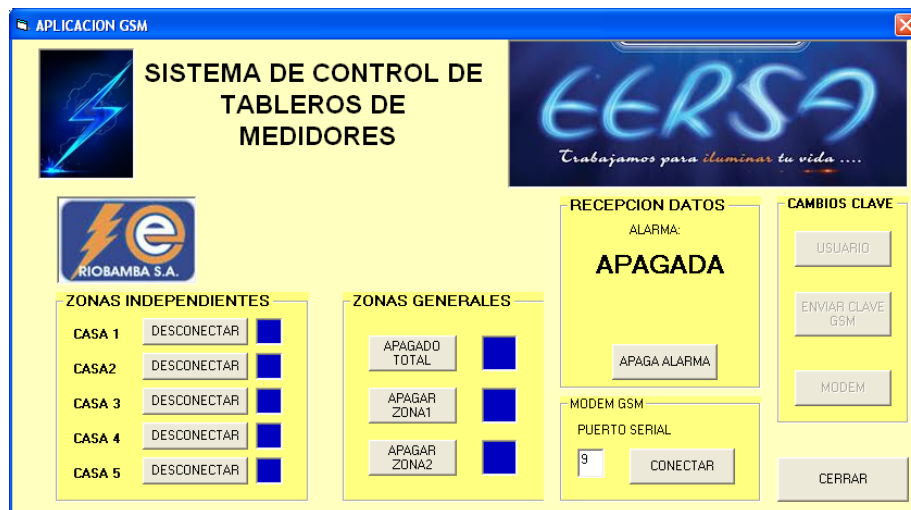 APLICACION GSM
SISTEMA DE CONTROL DE
TABLEROS DE
MEDIDORES
EERSA
Trabajamos para iluminar tu vida ....
e
RIOBAMBA S.A.
ZONAS INDEPENDIENTES
CASA 1 DESCONECTAR
CASA2 DESCONECTAR
CASA 3 DESCONECTAR
CASA 4 DESCONECTAR
CASA 5 DESCONECTAR
ZONAS GENERALES
APAGADO
TOTAL
APAGAR
ZONA1
APAGAR
ZONA2
RECEPCION DATOS
ALARMA:
APAGADA
APAGA ALARMA
MODEM GSM
PUERTO SERIAL
9 CONECTAR
CAMBIOS CLAVE
USUARIO
ENVIAR CLAVE
GSM
MODEM
CERRAR